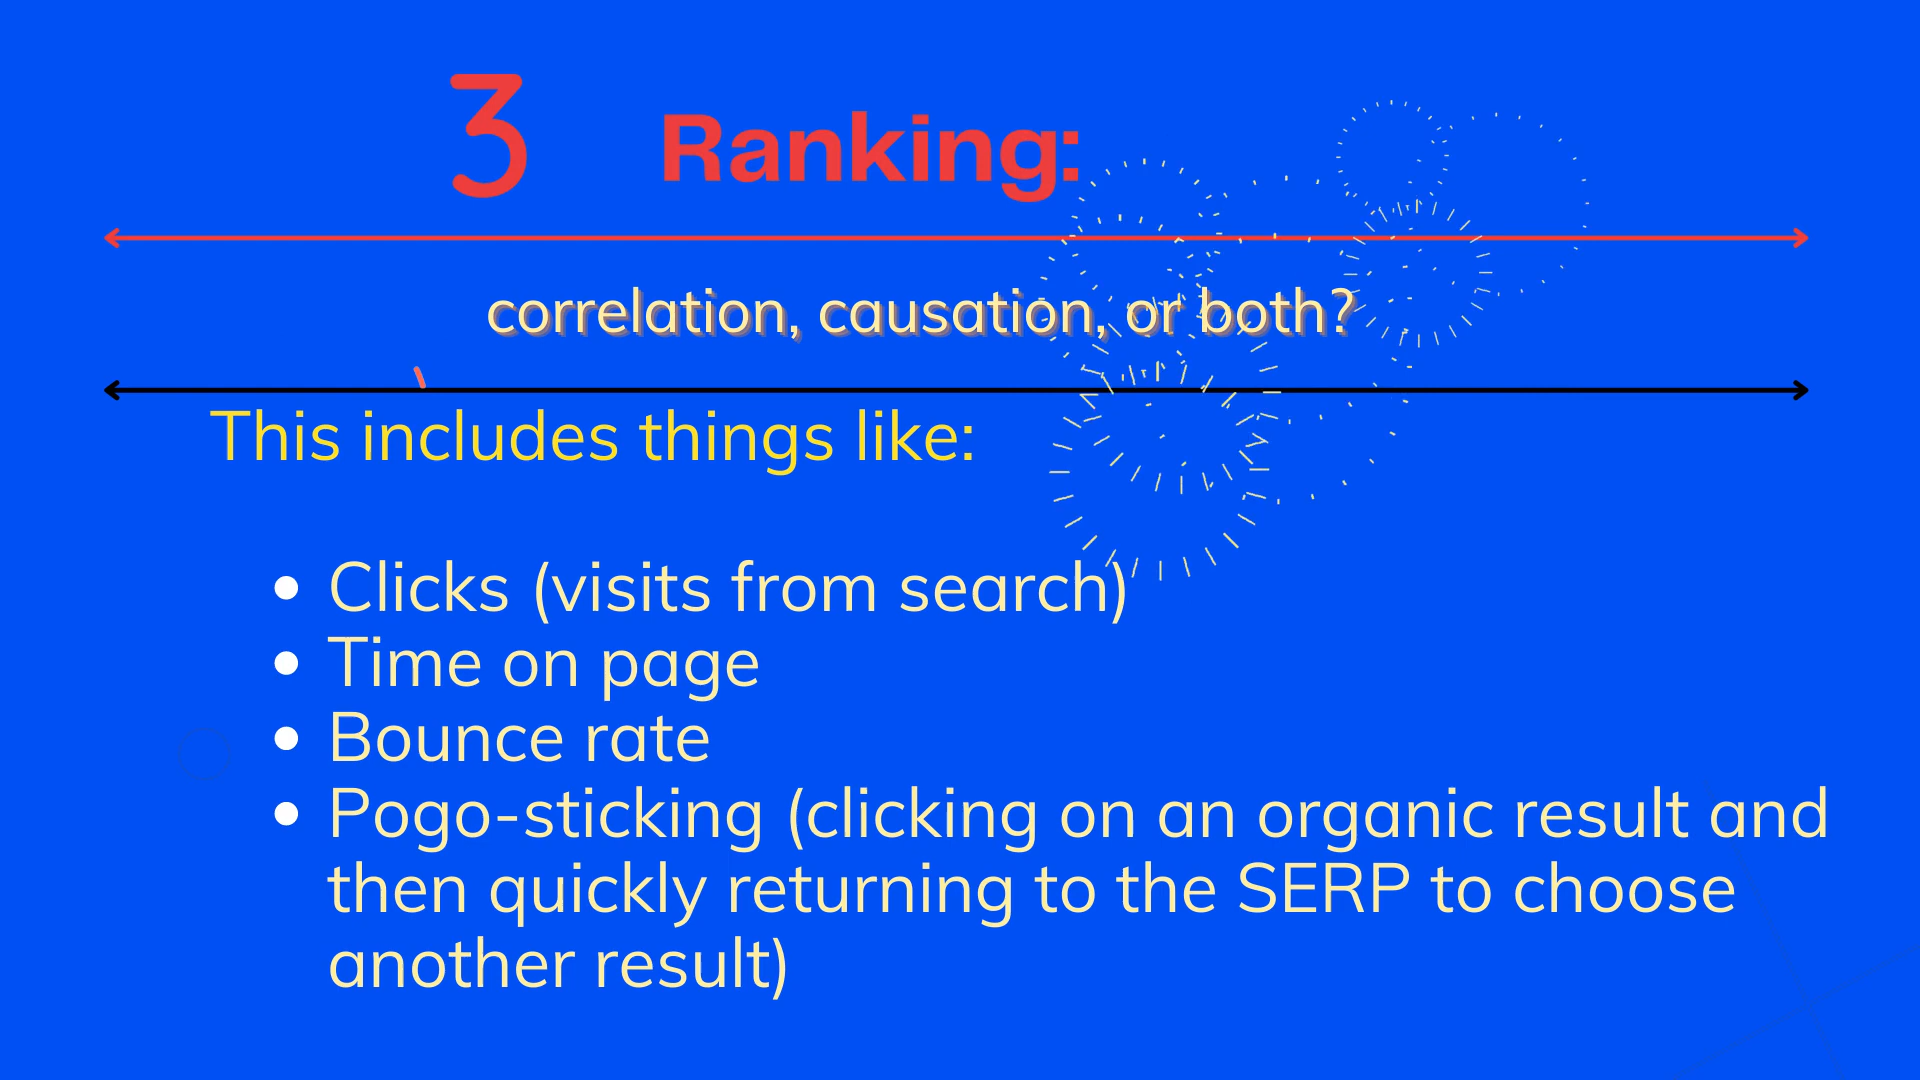 3 Ranking:
correlation, causation, or both?
This includes things like:
• Clicks (visits from search)
• Time on page
• Bounce rate
• Pogo-sticking (clicking on an organic result and
then quickly returning to the SERP to choose
another result)